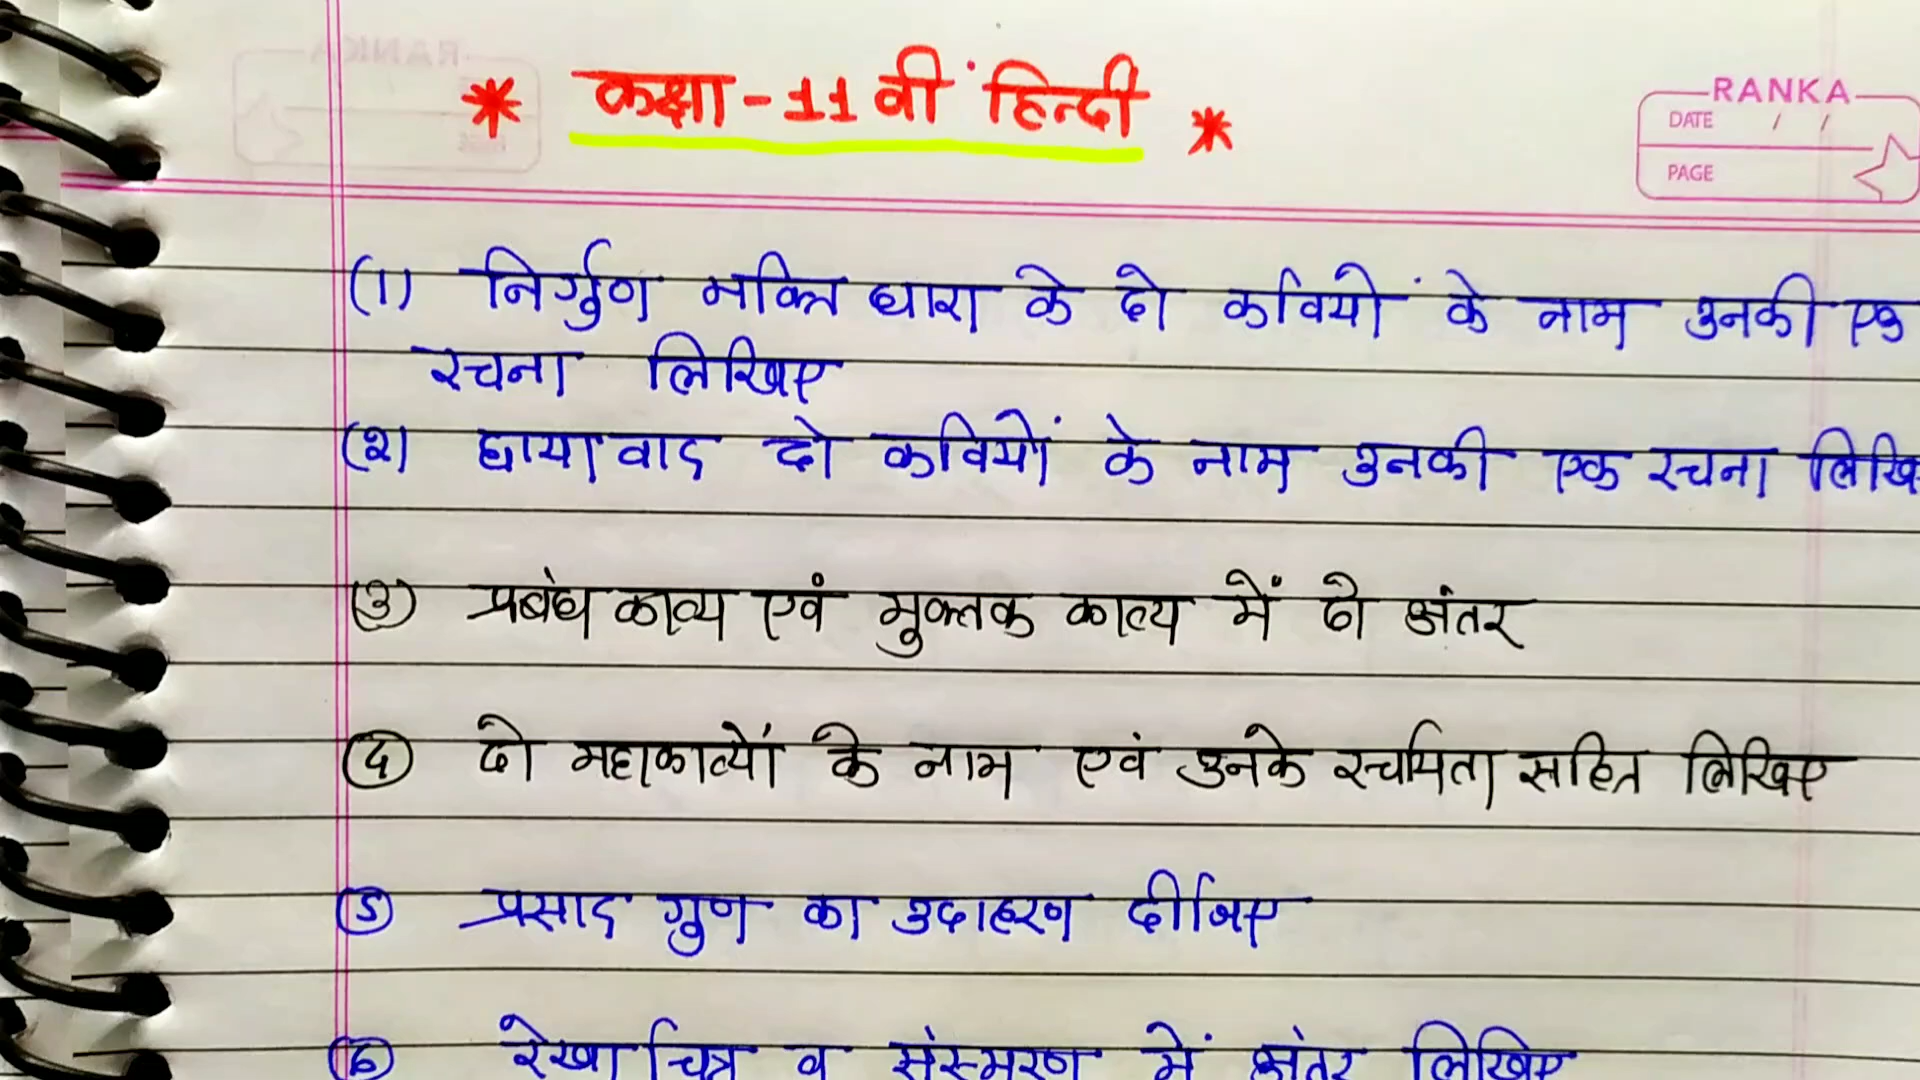 * कक्षा - 11 वी हिन्दी *
RANKA
DATE / /
PAGE
(1) निर्गुण भक्ति धारा के दो कवियों के नाम उनकी एक
रचना लिखिए
(2) छायावाद दो कवियों के नाम उनकी एक रचना लिखि
(3) प्रबंध काव्य एवं मुक्तक काव्य में दो अंतर
(4) दो महाकाव्यों के नाम एवं उनके रचयिता सहित लिखिए
(5) प्रसाद गुण का उदाहरण दीजिए
(6) रेखाचित्र व संस्मरण में अंतर लिखिए